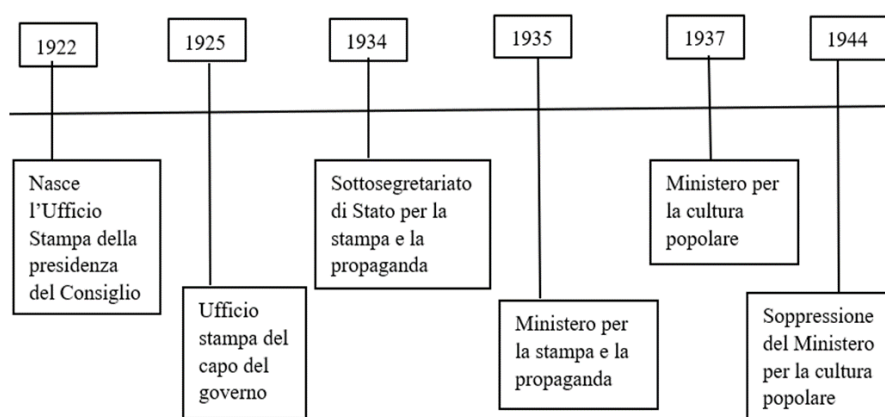 1922
1925
1934
1935
1937
1944
Nasce
l'Ufficio
Stampa della
presidenza
del Consiglio
Ufficio
stampa del
capo del
governo
Sottosegretariato
di Stato per la
stampa e la
propaganda
Ministero per
la stampa e la
propaganda
Ministero per
la cultura
popolare
Soppressione
del Ministero
per la cultura
popolare